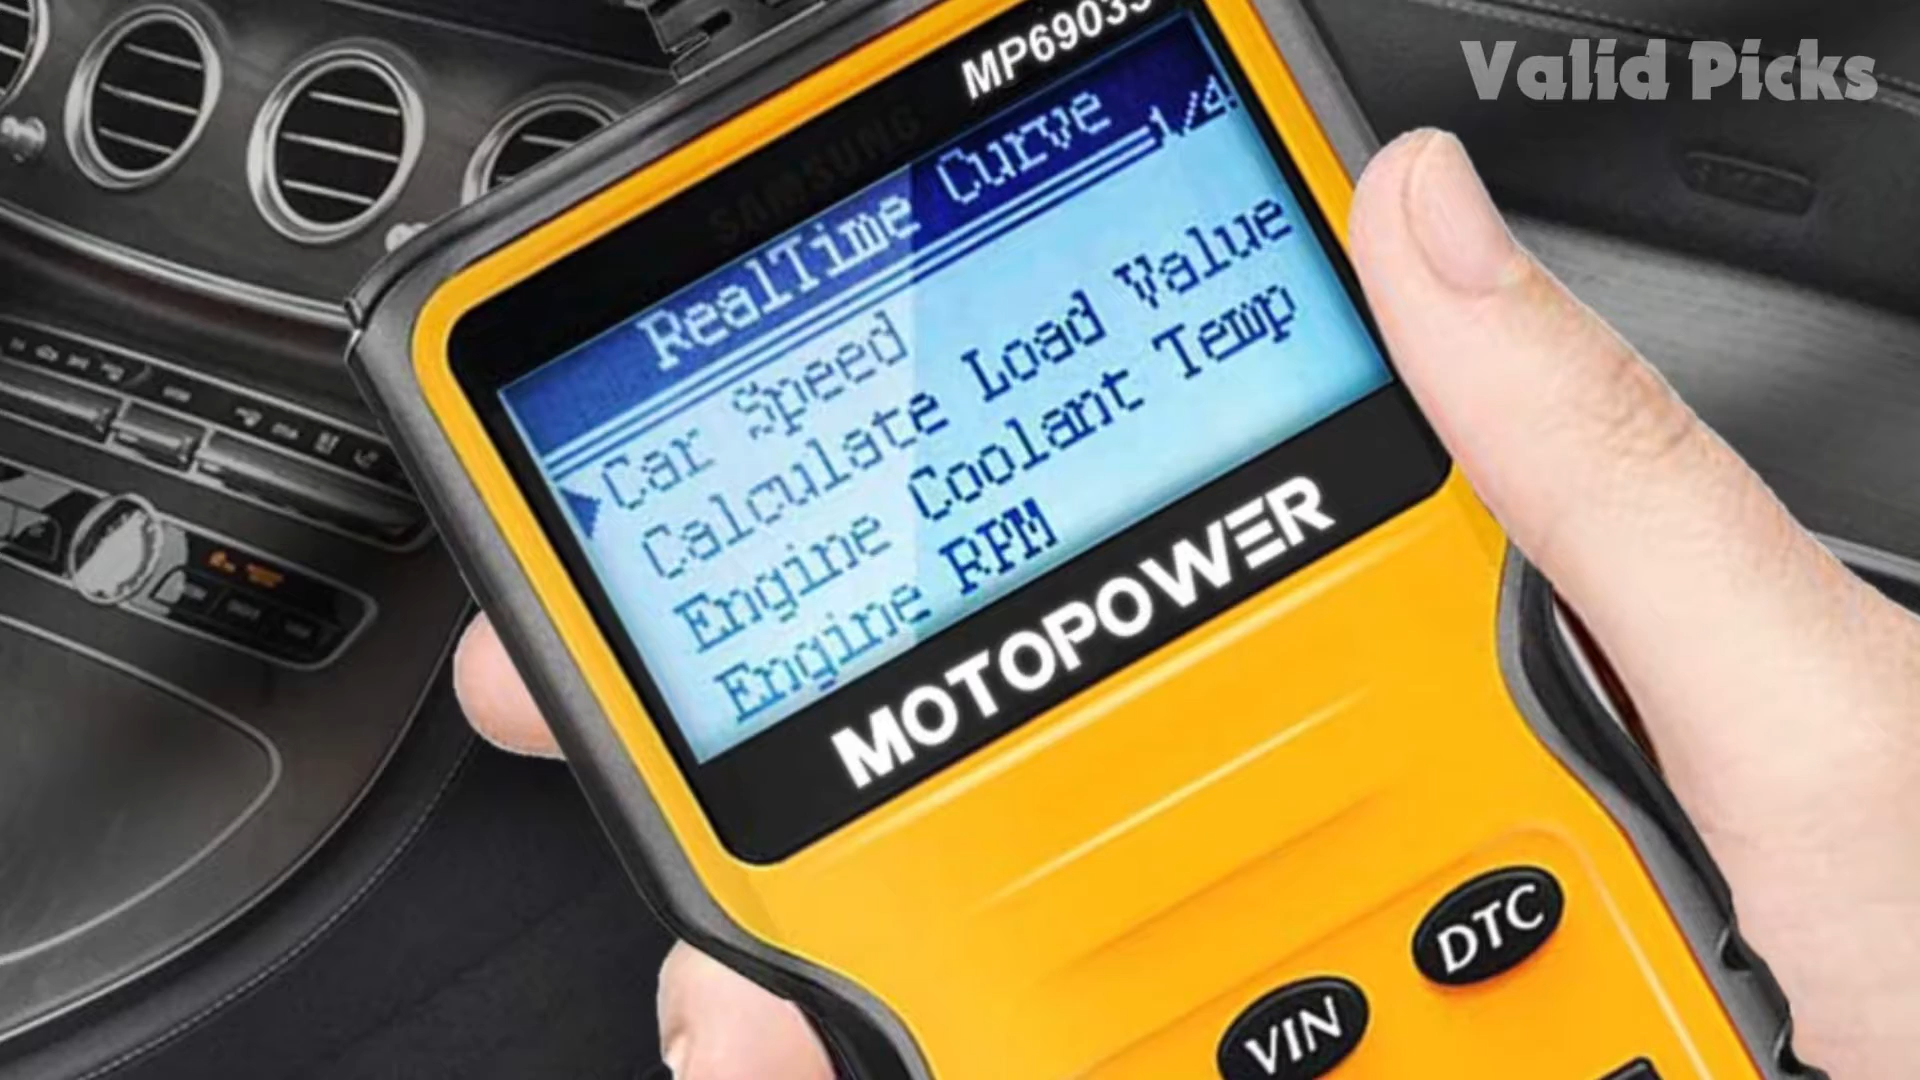 Valid Picks
SAMSUNG
RealTime Curve 1/4
Car Speed
Calculate Load Value
Engine Coolant Temp
Engine RPM
MOTOPOWER
DTC
VIN